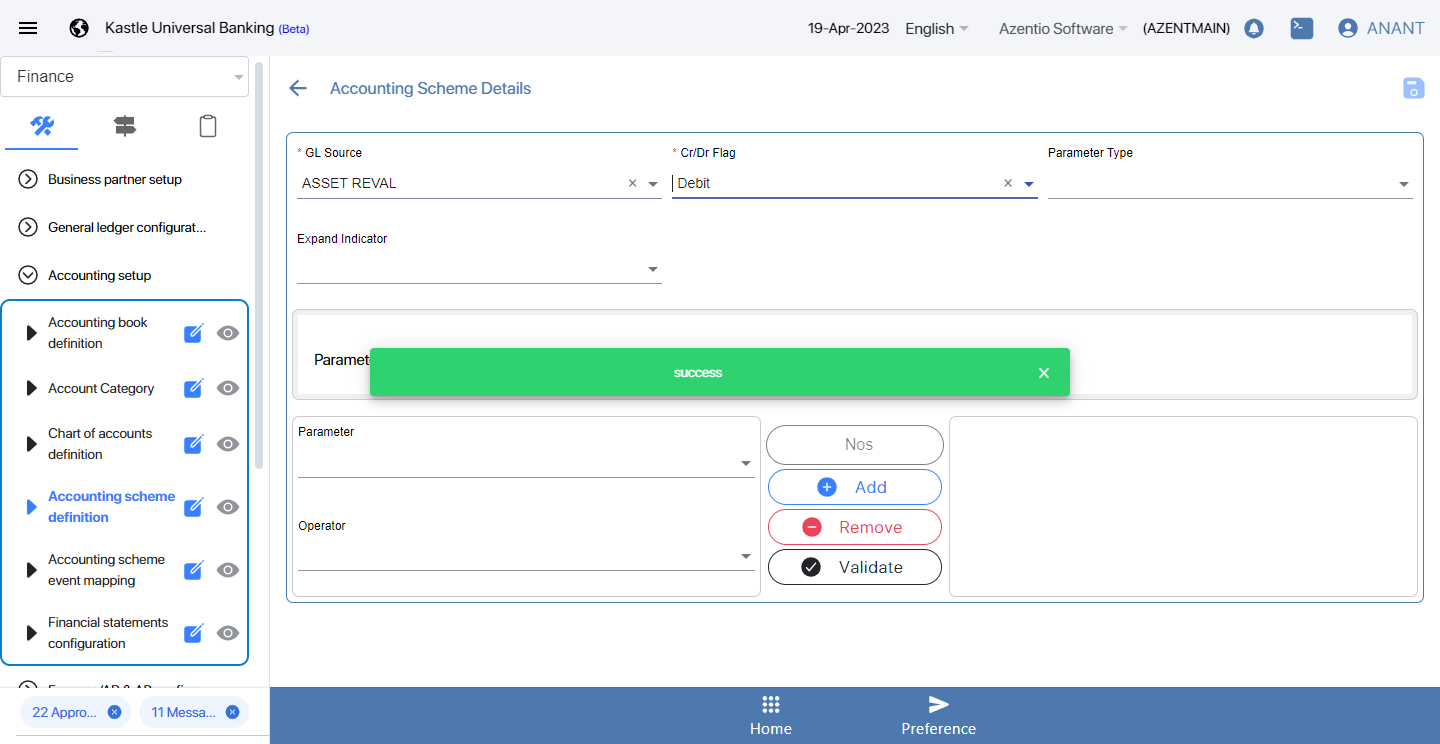 Kastle Universal Banking (Beta)
19-Apr-2023
English
Azentio Software
(AZENTMAIN)
ANANT
Finance
Business partner setup
General ledger configurat...
Accounting setup
Accounting book
definition
Account Category
Chart of accounts
definition
Accounting scheme
definition
Accounting scheme
event mapping
Financial statements
configuration
22 Appro...
11 Messa...
Accounting Scheme Details
* GL Source
ASSET REVAL
* Cr/Dr Flag
Debit
Parameter Type
Expand Indicator
Paramet
success
Parameter
Operator
Nos
Add
Remove
Validate
Home
Preference